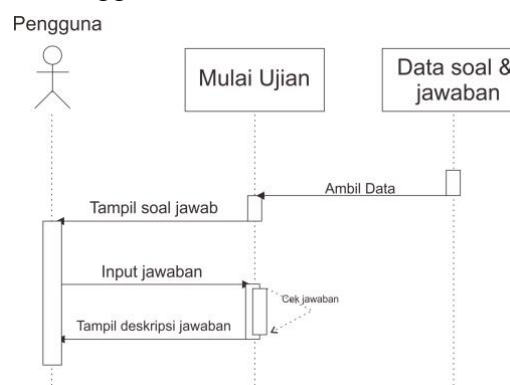 Pengguna
Mulai Ujian
Data soal &
jawaban
Ambil Data
Tampil soal jawab
Input jawaban
Cek jawaban
Tampil deskripsi jawaban